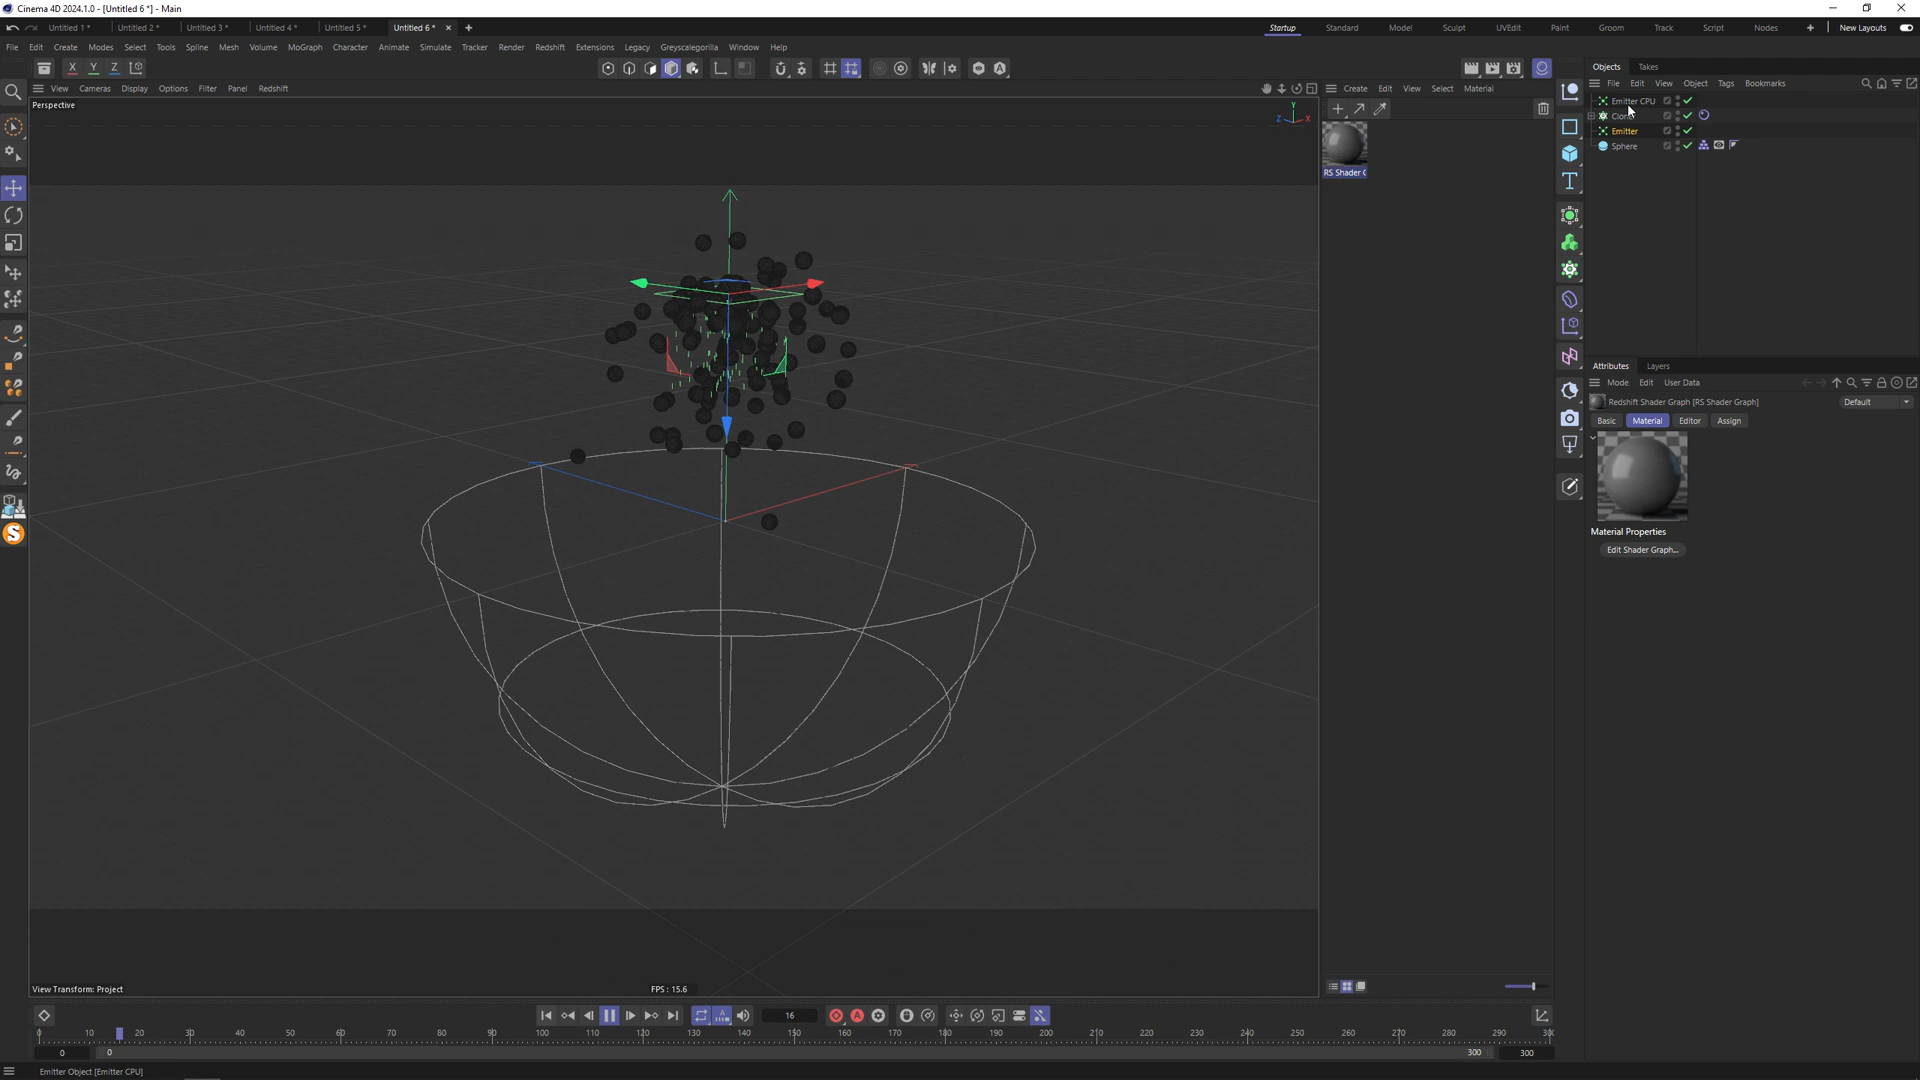 Cinema 4D 2024.1.0 - [Untitled 6 *] - Main
Untitled 1 * Untitled 2 * Untitled 3 * Untitled 4 * Untitled 5 * Untitled 6 * Startup Standard Model Sculpt UVEdit Paint Groom Track Script Nodes New Layouts
File Edit Create Modes Select Tools Spline Mesh Volume MoGraph Character Animate Simulate Tracker Render Redshift Extensions Legacy Greyscalegorilla Window Help
X Y Z
Objects Takes
View Cameras Display Options Filter Panel Redshift
Create Edit View Select Material
File Edit View Object Tags Bookmarks
Perspective
Y
Z X
Emitter CPU
Emitter
Sphere
RS Shader G
Attributes Layers
Mode Edit User Data
Redshift Shader Graph [RS Shader Graph] Default
Basic Material Editor Assign
Material Properties
Edit Shader Graph...
View Transform: Project FPS : 15.6
16
0 10 20 30 40 50 60 70 80 90 100 110 120 130 140 150 160 170 180 190 200 210 220 230 240 250 260 270 280 290 30
0 0 300 300
Emitter Object [Emitter CPU]